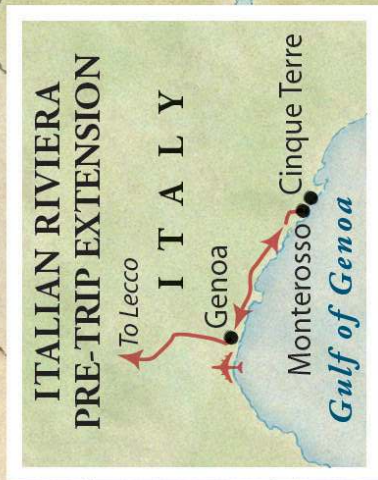 ITALIAN RIVIERA
PRE-TRIP EXTENSION
To Lecco
ITALY
Genoa
Monterosso
Cinque Terre
Gulf of Genoa